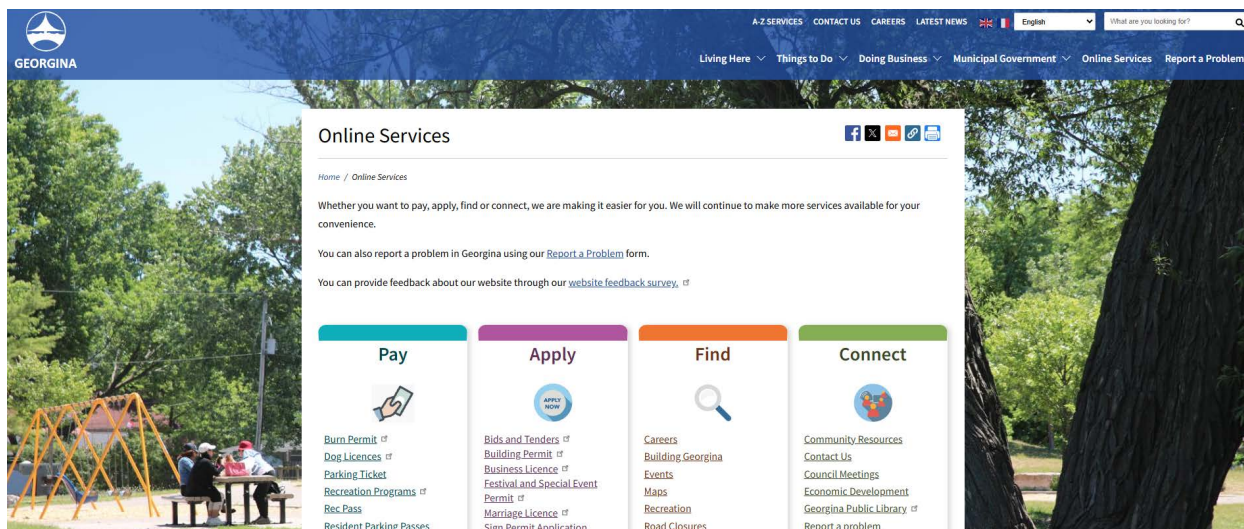 A-Z SERVICES CONTACT US CAREERS LATEST NEWS English What are you looking for?
GEORGINA
Living Here Things to Do Doing Business Municipal Government Online Services Report a Problem
Online Services
Home / Online Services
Whether you want to pay, apply, find or connect, we are making it easier for you. We will continue to make more services available for your
convenience.
You can also report a problem in Georgina using our Report a Problem form.
You can provide feedback about our website through our website feedback survey.
Pay
Burn Permit
Dog Licences
Parking Ticket
Recreation Programs
Rec Pass
Resident Parking Passes
Apply
APPLY
NOW
Bids and Tenders
Building Permit
Business Licence
Festival and Special Event
Permit
Marriage Licence
Sign Permit Application
Find
Careers
Building Georgina
Events
Maps
Recreation
Road Closures
Connect
Community Resources
Contact Us
Council Meetings
Economic Development
Georgina Public Library
Report a problem